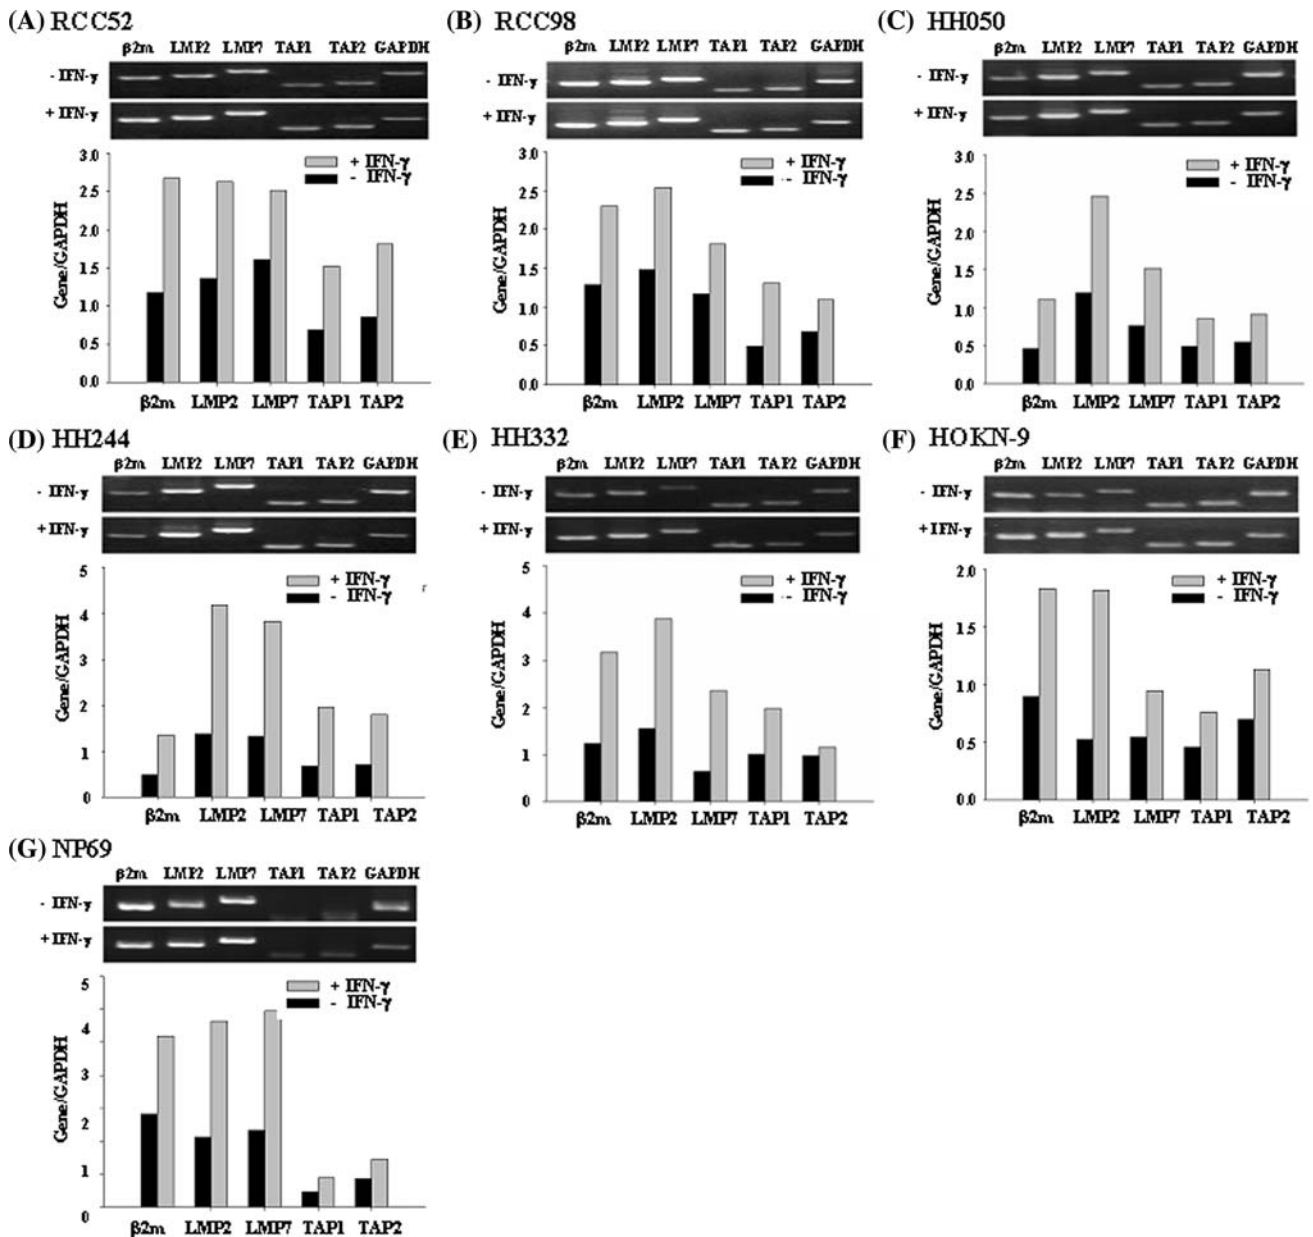 (A) RCC52
β2m LMP2 LMP7 TAP1 TAP2 GAPDH
- IFN-γ
+ IFN-γ
3.0
2.5
2.0
1.5
1.0
0.5
0.0
Gene/GAPDH
+ IFN-γ
- IFN-γ
β2m LMP2 LMP7 TAP1 TAP2
(B) RCC98
β2m LMP2 LMP7 TAP1 TAP2 GAPDH
- IFN-γ
+ IFN-γ
3.0
2.5
2.0
1.5
1.0
0.5
0.0
Gene/GAPDH
+ IFN-γ
- IFN-γ
β2m LMP2 LMP7 TAP1 TAP2
(C) HH050
β2m LMP2 LMP7 TAP1 TAP2 GAPDH
- IFN-γ
+ IFN-γ
3.0
2.5
2.0
1.5
1.0
0.5
0.0
Gene/GAPDH
+ IFN-γ
- IFN-γ
β2m LMP2 LMP7 TAP1 TAP2
(D) HH244
β2m LMP2 LMP7 TAP1 TAP2 GAPDH
- IFN-γ
+ IFN-γ
5
4
3
2
1
0
Gene/GAPDH
+ IFN-γ
- IFN-γ
β2m LMP2 LMP7 TAP1 TAP2
(E) HH332
β2m LMP2 LMP7 TAP1 TAP2 GAPDH
- IFN-γ
+ IFN-γ
5
4
3
2
1
0
Gene/GAPDH
+ IFN-γ
- IFN-γ
β2m LMP2 LMP7 TAP1 TAP2
(F) HOKN-9
β2m LMP2 LMP7 TAP1 TAP2 GAPDH
- IFN-γ
+ IFN-γ
2.0
1.5
1.0
0.5
0.0
Gene/GAPDH
+ IFN-γ
- IFN-γ
β2m LMP2 LMP7 TAP1 TAP2
(G) NP69
β2m LMP2 LMP7 TAP1 TAP2 GAPDH
- IFN-γ
+ IFN-γ
5
4
3
2
1
0
Gene/GAPDH
+ IFN-γ
- IFN-γ
β2m LMP2 LMP7 TAP1 TAP2